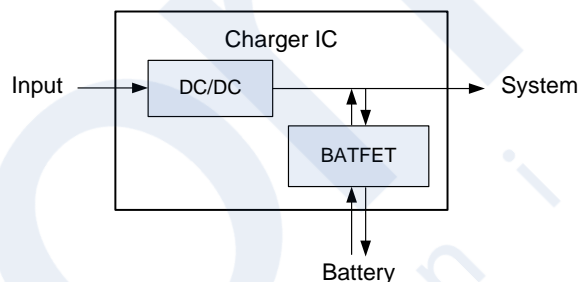 Charger IC
Input
DC/DC
System
BATFET
Battery